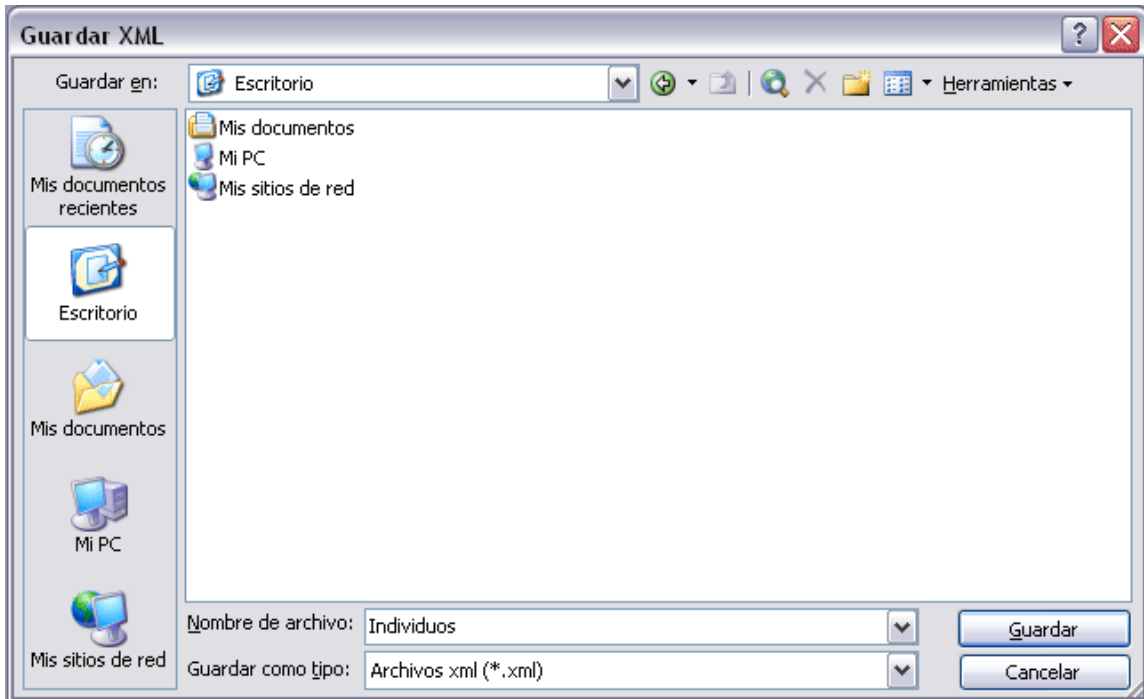 Guardar XML
Guardar en:
Escritorio
Herramientas
Mis documentos
recientes
Escritorio
Mis documentos
Mi PC
Mis sitios de red
Mis documentos
Mi PC
Mis sitios de red
Nombre de archivo:
Individuos
Guardar
Guardar como tipo:
Archivos xml (*.xml)
Cancelar